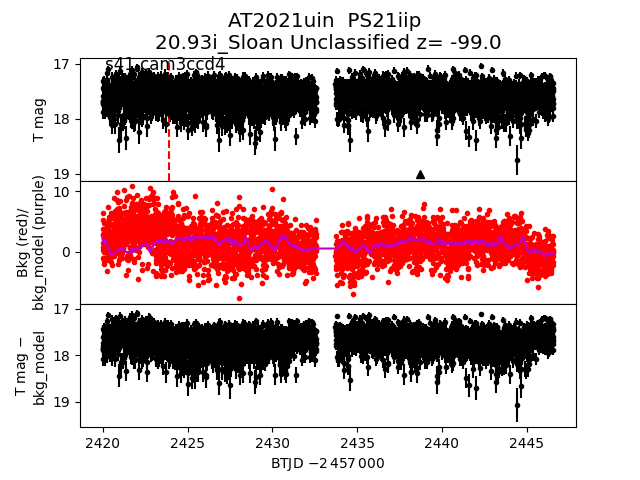 AT2021uin PS21iip
20.93i_Sloan Unclassified z= -99.0
s41 cam3ccd4
17
18
19
T mag
10
0
Bkg (red)/
bkg_model (purple)
17
18
19
T mag −
bkg_model
2420 2425 2430 2435 2440 2445
BTJD −2 457 000